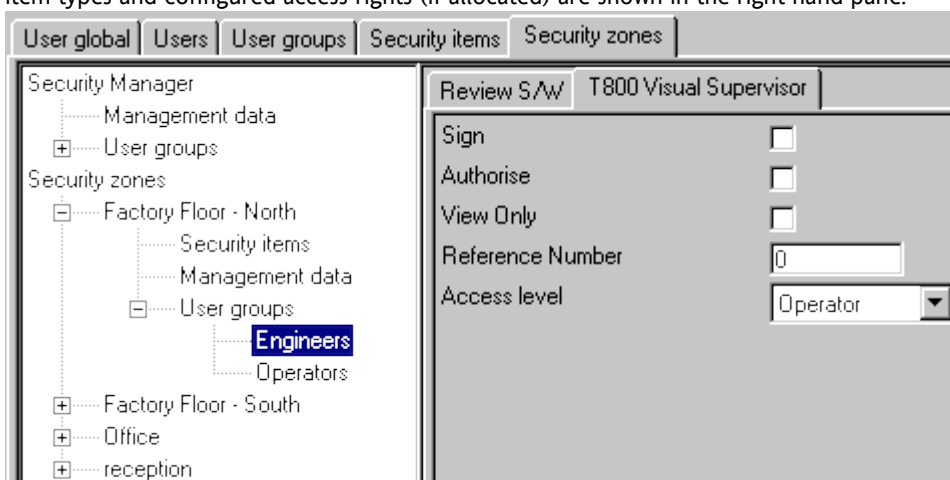 item types and configured access rights (if allocated) are shown in the right hand pane.
User global Users User groups Security items Security zones
Security Manager
Management data
User groups
Security zones
Factory Floor - North
Security items
Management data
User groups
Engineers
Operators
Factory Floor - South
Office
reception
Review S/W T800 Visual Supervisor
Sign
Authorise
View Only
Reference Number 0
Access level Operator